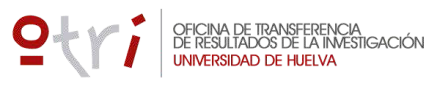 otri
OFICINA DE TRANSFERENCIA
DE RESULTADOS DE LA INVESTIGACIÓN
UNIVERSIDAD DE HUELVA